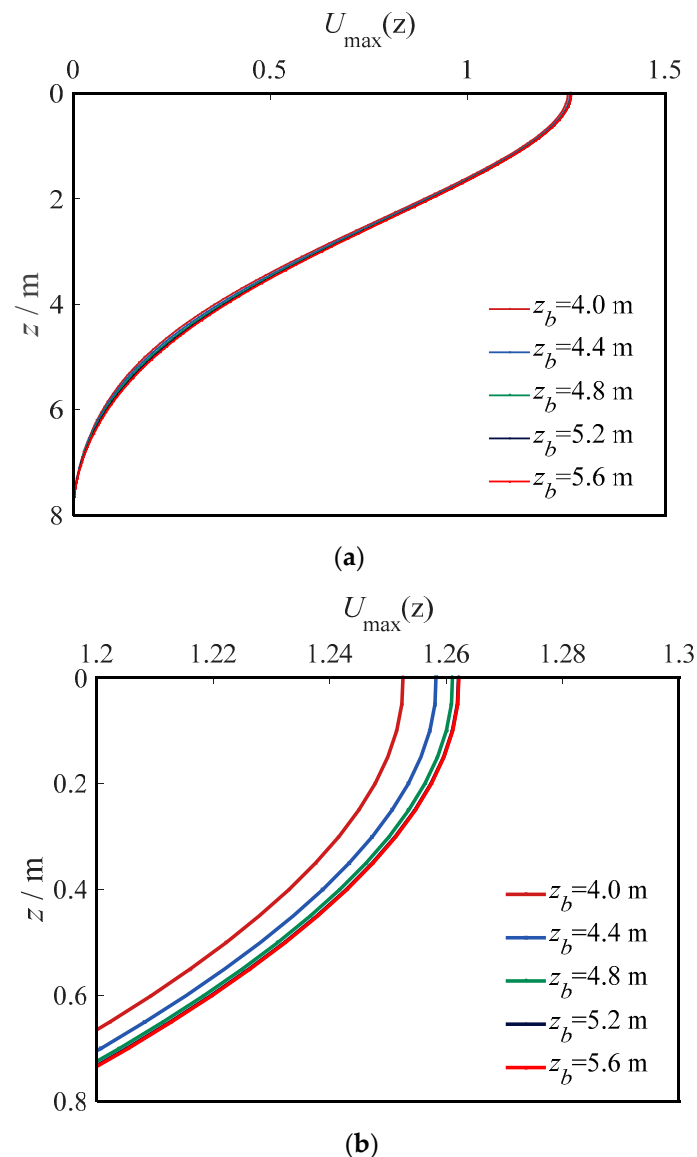 U_max(z)
0 0.5 1 1.5
0
2
4
6
8
z / m
z_b=4.0 m
z_b=4.4 m
z_b=4.8 m
z_b=5.2 m
z_b=5.6 m
(a)
U_max(z)
1.2 1.22 1.24 1.26 1.28 1.3
0
0.2
0.4
0.6
0.8
z / m
z_b=4.0 m
z_b=4.4 m
z_b=4.8 m
z_b=5.2 m
z_b=5.6 m
(b)